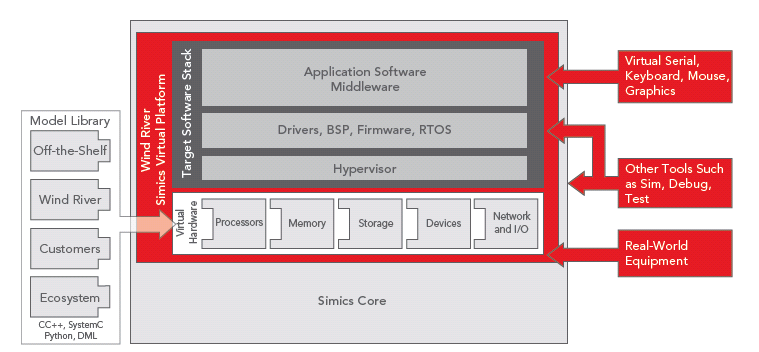 Model Library
Off-the-Shelf
Wind River
Customers
Ecosystem
CC++, SystemC
Python, DML
Wind River
Simics Virtual Platform
Target Software Stack
Application Software
Middleware
Drivers, BSP, Firmware, RTOS
Hypervisor
Virtual
Hardware
Processors
Memory
Storage
Devices
Network
and I/O
Simics Core
Virtual Serial,
Keyboard, Mouse,
Graphics
Other Tools Such
as Sim, Debug,
Test
Real-World
Equipment